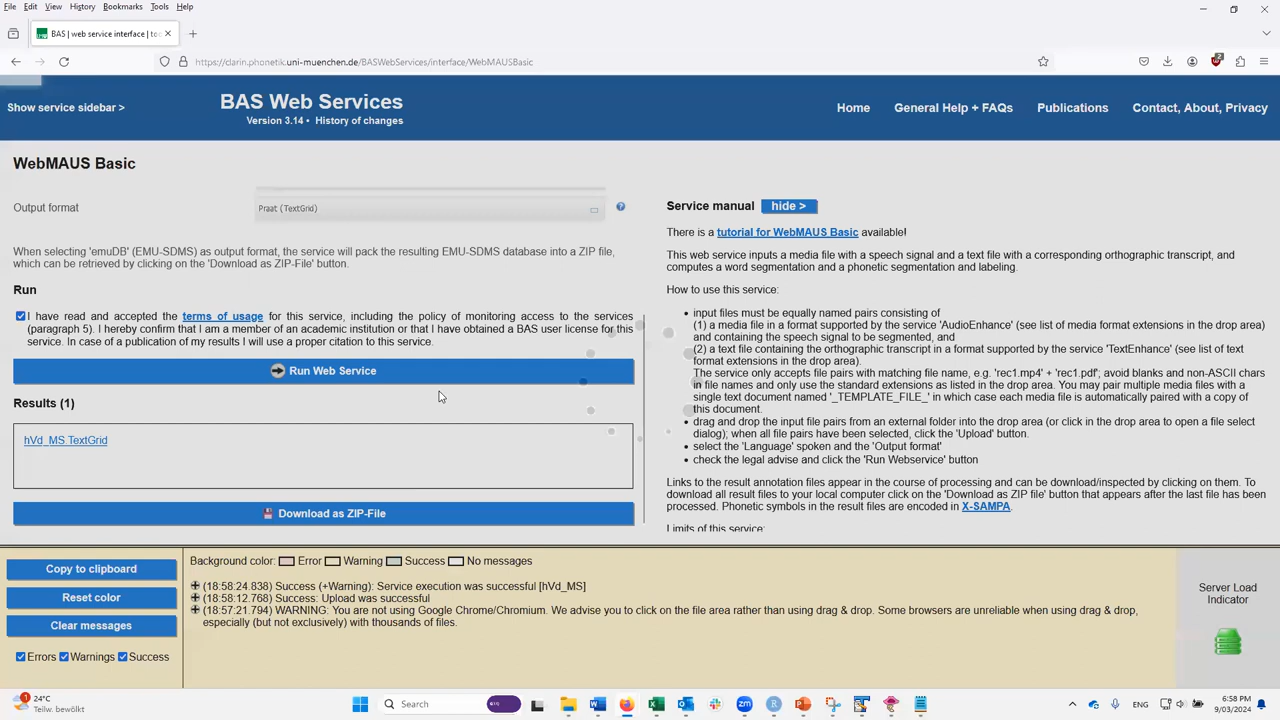 File Edit View History Bookmarks Tools Help
BAS | web service interface | too
https://clarin.phonetik.uni-muenchen.de/BASWebServices/interface/WebMAUSBasic
2
Show service sidebar >
BAS Web Services
Version 3.14 • History of changes
Home General Help + FAQs Publications Contact, About, Privacy
WebMAUS Basic
Output format
Praat (TextGrid)
When selecting 'emuDB' (EMU-SDMS) as output format, the service will pack the resulting EMU-SDMS database into a ZIP file,
which can be retrieved by clicking on the 'Download as ZIP-File' button.
Run
I have read and accepted the terms of usage for this service, including the policy of monitoring access to the services
(paragraph 5). I hereby confirm that I am a member of an academic institution or that I have obtained a BAS user license for this
service. In case of a publication of my results I will use a proper citation to this service.
Run Web Service
Results (1)
hVd_MS.TextGrid
Download as ZIP-File
Service manual hide >
There is a tutorial for WebMAUS Basic available!
This web service inputs a media file with a speech signal and a text file with a corresponding orthographic transcript, and
computes a word segmentation and a phonetic segmentation and labeling.
How to use this service:
• input files must be equally named pairs consisting of
(1) a media file in a format supported by the service 'AudioEnhance' (see list of media format extensions in the drop area)
and containing the speech signal to be segmented, and
(2) a text file containing the orthographic transcript in a format supported by the service 'TextEnhance' (see list of text
format extensions in the drop area).
The service only accepts file pairs with matching file name, e.g. 'rec1.mp4' + 'rec1.pdf'; avoid blanks and non-ASCII chars
in file names and only use the standard extensions as listed in the drop area. You may pair multiple media files with a
single text document named '_TEMPLATE_FILE_' in which case each media file is automatically paired with a copy of
this document.
• drag and drop the input file pairs from an external folder into the drop area (or click in the drop area to open a file select
dialog); when all file pairs have been selected, click the 'Upload' button.
• select the 'Language' spoken and the 'Output format'
• check the legal advise and click the 'Run Webservice' button
Links to the result annotation files appear in the course of processing and can be download/inspected by clicking on them. To
download all result files to your local computer click on the 'Download as ZIP file' button that appears after the last file has been
processed. Phonetic symbols in the result files are encoded in X-SAMPA.
Limits of this service:
Copy to clipboard
Reset color
Clear messages
Errors Warnings Success
Background color: Error Warning Success No messages
(18:58:24.838) Success (+Warning): Service execution was successful [hVd_MS]
(18:58:12.768) Success: Upload was successful
(18:57:21.794) WARNING: You are not using Google Chrome/Chromium. We advise you to click on the file area rather than using drag & drop. Some browsers are unreliable when using drag & drop,
especially (but not exclusively) with thousands of files.
Server Load
Indicator
1
24°C
Teilw. bewölkt
Search
ENG
6:58 PM
9/03/2024